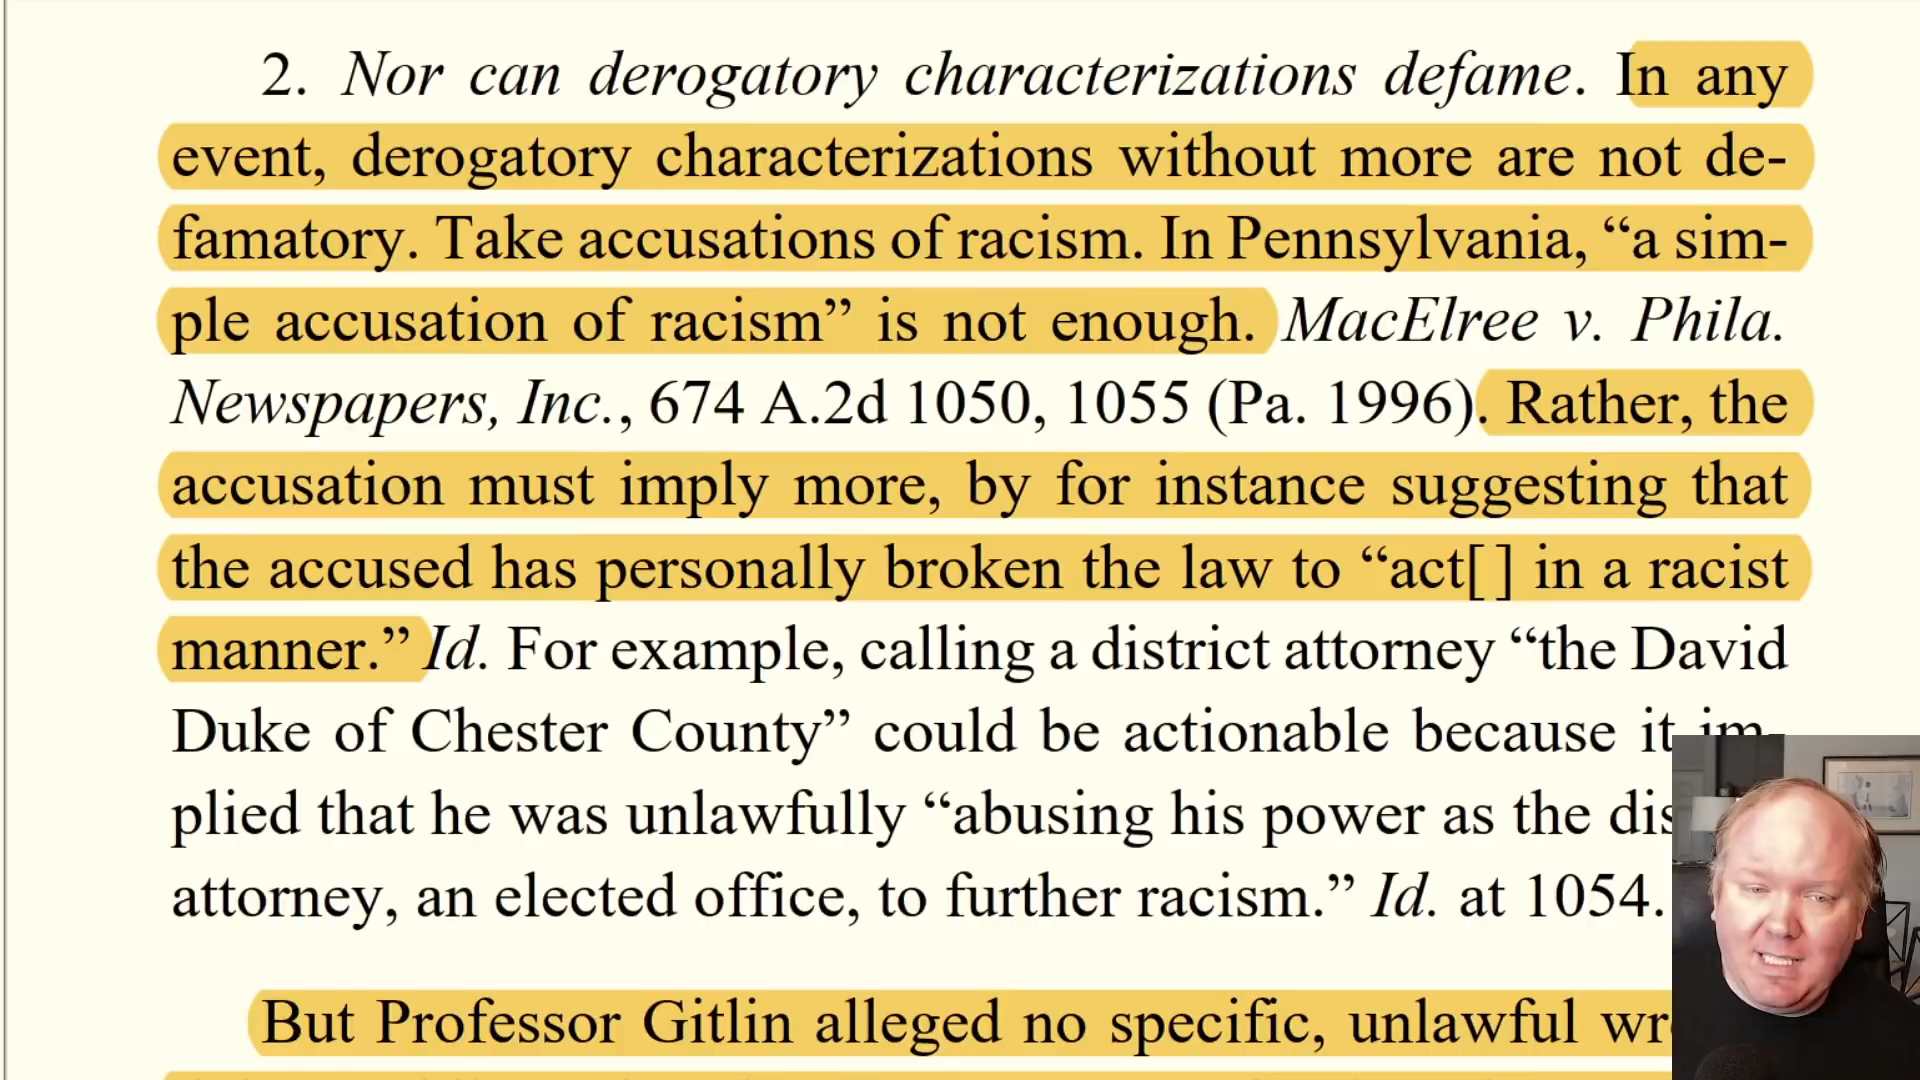 2. Nor can derogatory characterizations defame. In any
event, derogatory characterizations without more are not de-
famatory. Take accusations of racism. In Pennsylvania, “a sim-
ple accusation of racism” is not enough. MacElree v. Phila.
Newspapers, Inc., 674 A.2d 1050, 1055 (Pa. 1996). Rather, the
accusation must imply more, by for instance suggesting that
the accused has personally broken the law to “act[ ] in a racist
manner.” Id. For example, calling a district attorney “the David
Duke of Chester County” could be actionable because it im-
plied that he was unlawfully “abusing his power as the dis
attorney, an elected office, to further racism.” Id. at 1054.
But Professor Gitlin alleged no specific, unlawful